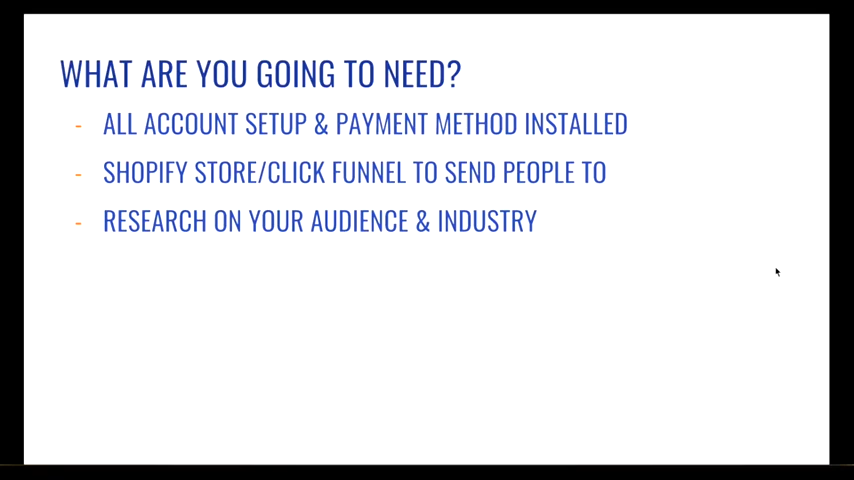 WHAT ARE YOU GOING TO NEED?
- ALL ACCOUNT SETUP & PAYMENT METHOD INSTALLED
- SHOPIFY STORE/CLICK FUNNEL TO SEND PEOPLE TO
- RESEARCH ON YOUR AUDIENCE & INDUSTRY